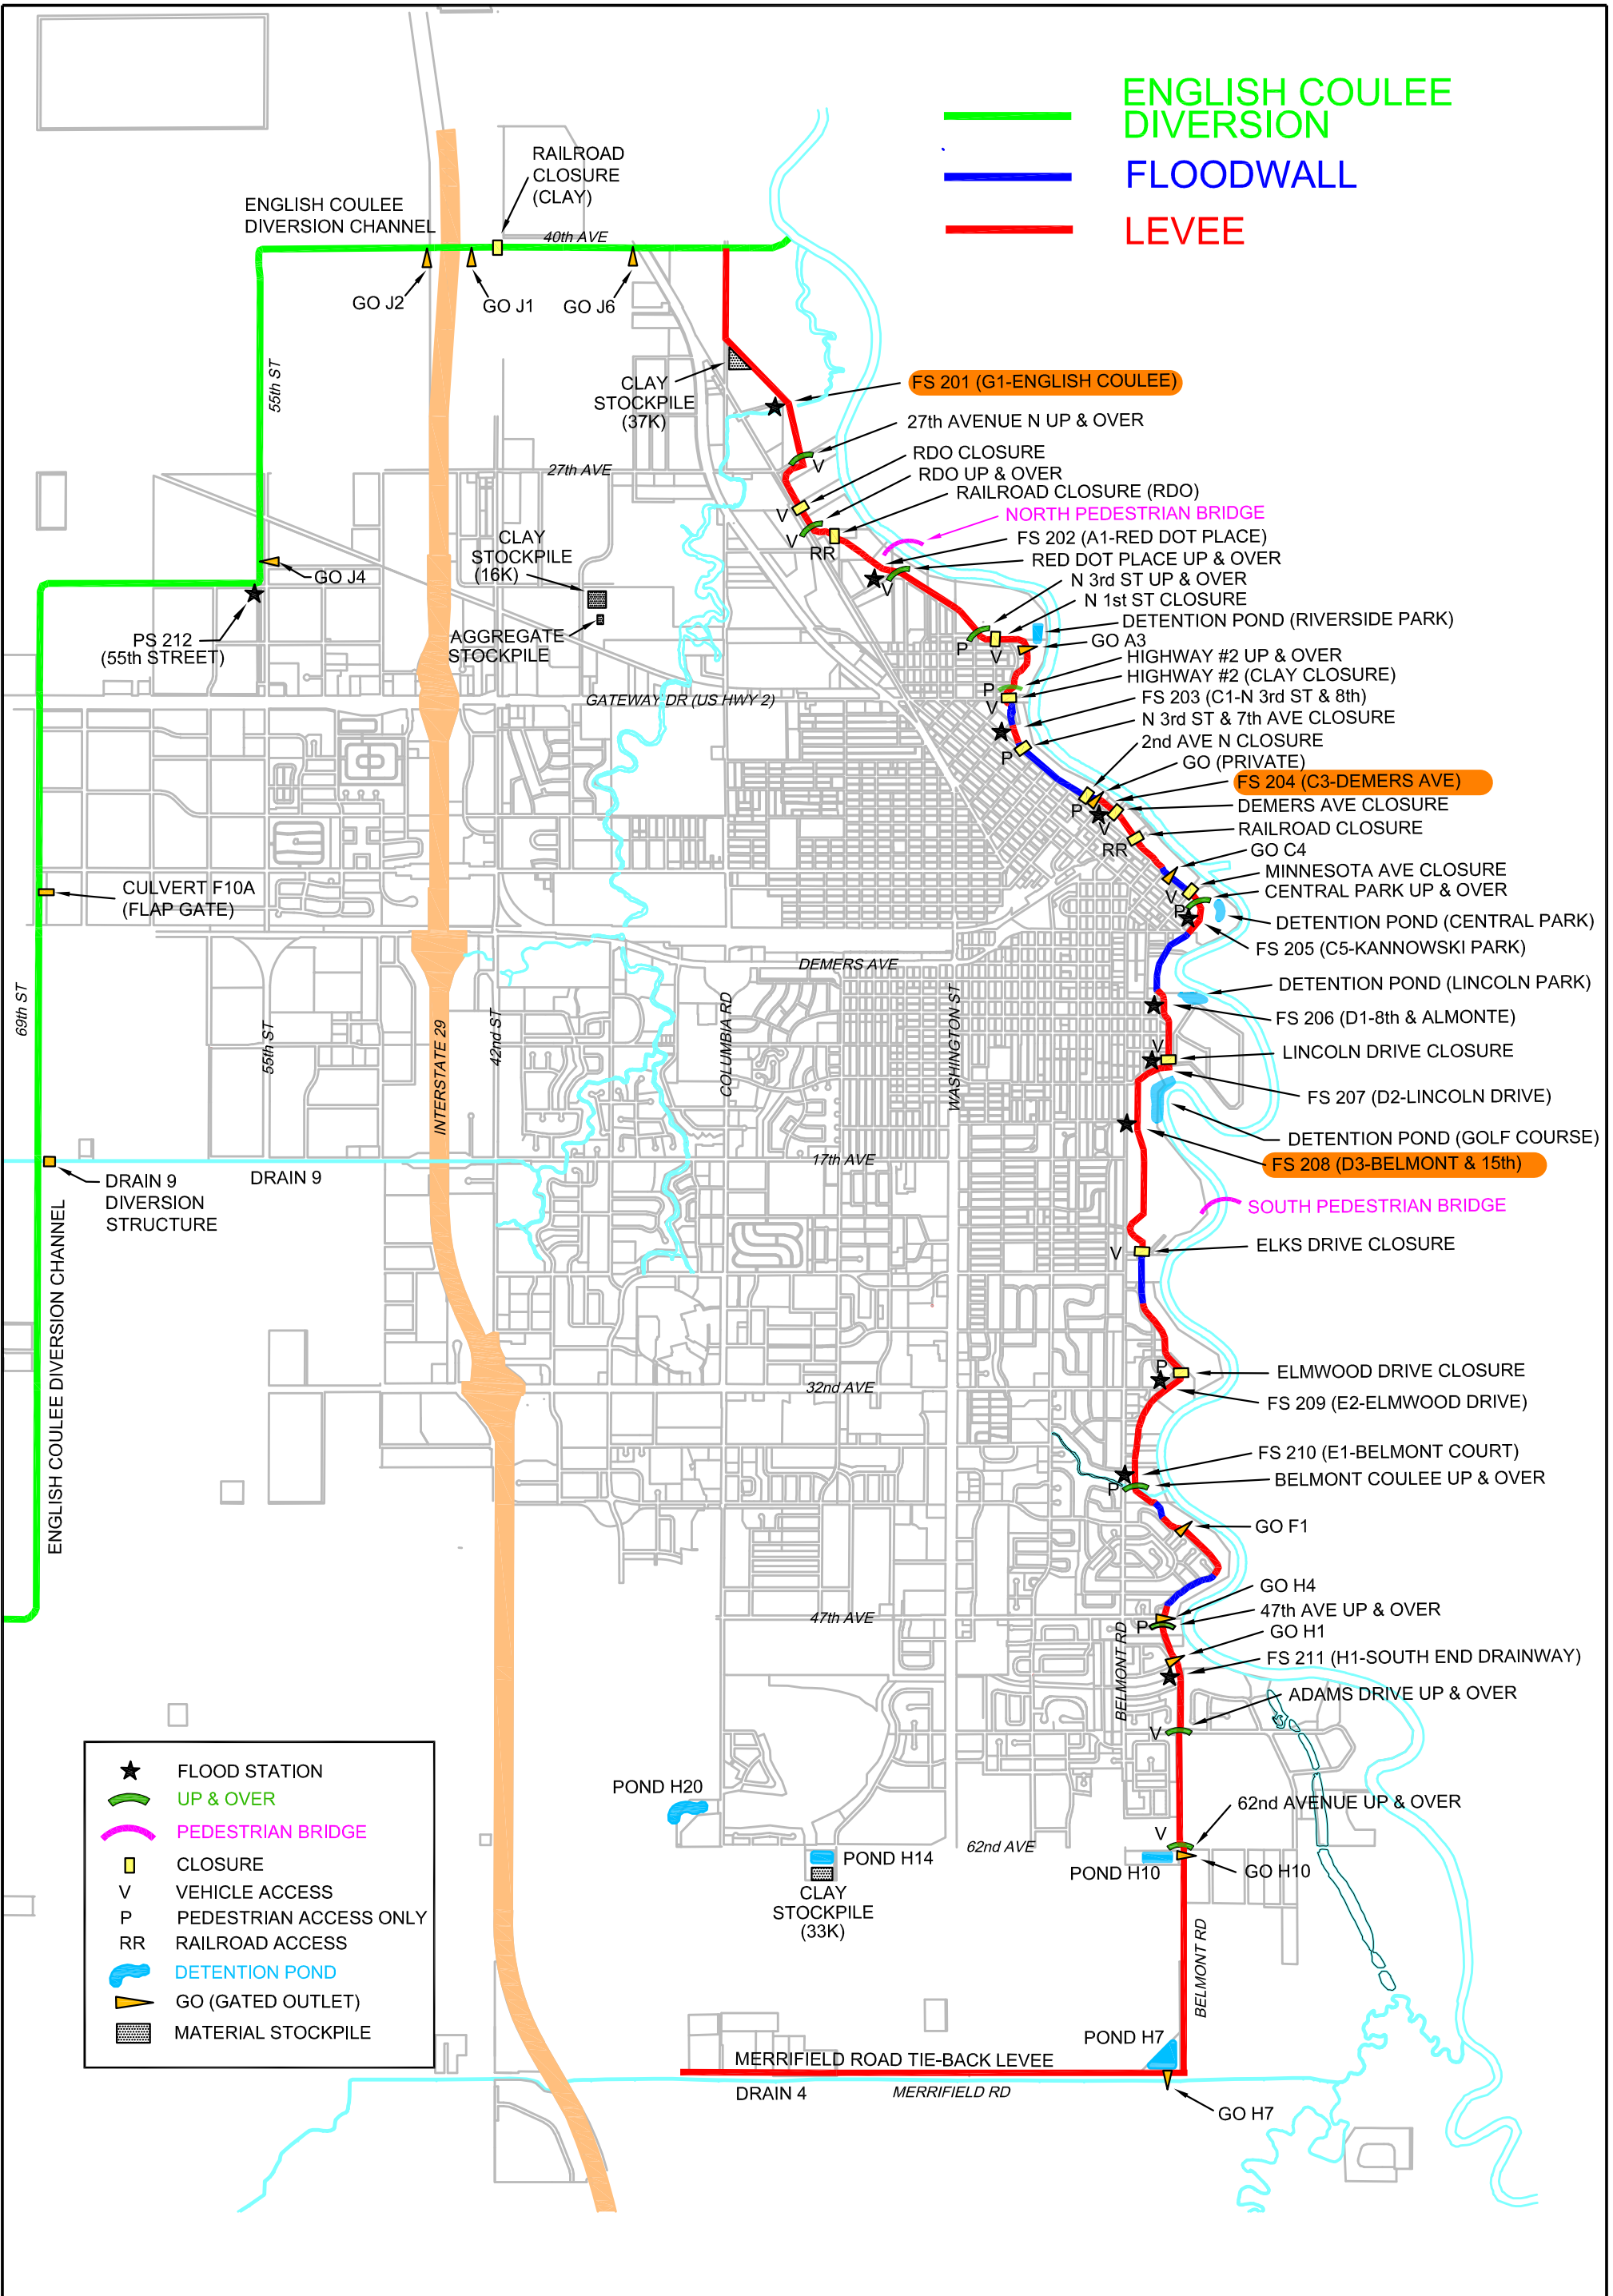 ENGLISH COULEE
DIVERSION
FLOODWALL
LEVEE
RAILROAD
CLOSURE
(CLAY)
ENGLISH COULEE
DIVERSION CHANNEL
40th AVE
GO J2
GO J1
GO J6
55th ST
CLAY
STOCKPILE
(37K)
FS 201 (G1-ENGLISH COULEE)
27th AVENUE N UP & OVER
V
RDO CLOSURE
27th AVE
RDO UP & OVER
RAILROAD CLOSURE (RDO)
V
NORTH PEDESTRIAN BRIDGE
V
RR
FS 202 (A1-RED DOT PLACE)
CLAY
STOCKPILE
(16K)
RED DOT PLACE UP & OVER
GO J4
V
N 3rd ST UP & OVER
N 1st ST CLOSURE
DETENTION POND (RIVERSIDE PARK)
PS 212
(55th STREET)
AGGREGATE
STOCKPILE
GO A3
P
V
HIGHWAY #2 UP & OVER
HIGHWAY #2 (CLAY CLOSURE)
P
V
GATEWAY DR (US HWY 2)
FS 203 (C1-N 3rd ST & 8th)
N 3rd ST & 7th AVE CLOSURE
P
2nd AVE N CLOSURE
GO (PRIVATE)
FS 204 (C3-DEMERS AVE)
DEMERS AVE CLOSURE
P
V
RAILROAD CLOSURE
RR
GO C4
MINNESOTA AVE CLOSURE
CENTRAL PARK UP & OVER
V
P
CULVERT F10A
(FLAP GATE)
DETENTION POND (CENTRAL PARK)
FS 205 (C5-KANNOWSKI PARK)
DEMERS AVE
DETENTION POND (LINCOLN PARK)
FS 206 (D1-8th & ALMONTE)
69th ST
55th ST
INTERSTATE 29
42nd ST
COLUMBIA RD
WASHINGTON ST
V
LINCOLN DRIVE CLOSURE
FS 207 (D2-LINCOLN DRIVE)
DETENTION POND (GOLF COURSE)
17th AVE
FS 208 (D3-BELMONT & 15th)
DRAIN 9
DRAIN 9
DIVERSION
STRUCTURE
SOUTH PEDESTRIAN BRIDGE
V
ELKS DRIVE CLOSURE
ENGLISH COULEE DIVERSION CHANNEL
P
ELMWOOD DRIVE CLOSURE
32nd AVE
FS 209 (E2-ELMWOOD DRIVE)
FS 210 (E1-BELMONT COURT)
BELMONT COULEE UP & OVER
P
GO F1
GO H4
47th AVE
47th AVE UP & OVER
P
GO H1
FS 211 (H1-SOUTH END DRAINWAY)
BELMONT RD
ADAMS DRIVE UP & OVER
V
FLOOD STATION
UP & OVER
PEDESTRIAN BRIDGE
CLOSURE
V VEHICLE ACCESS
P PEDESTRIAN ACCESS ONLY
RR RAILROAD ACCESS
DETENTION POND
GO (GATED OUTLET)
MATERIAL STOCKPILE
POND H20
62nd AVENUE UP & OVER
V
62nd AVE
POND H14
POND H10
GO H10
CLAY
STOCKPILE
(33K)
BELMONT RD
POND H7
MERRIFIELD ROAD TIE-BACK LEVEE
DRAIN 4
MERRIFIELD RD
GO H7